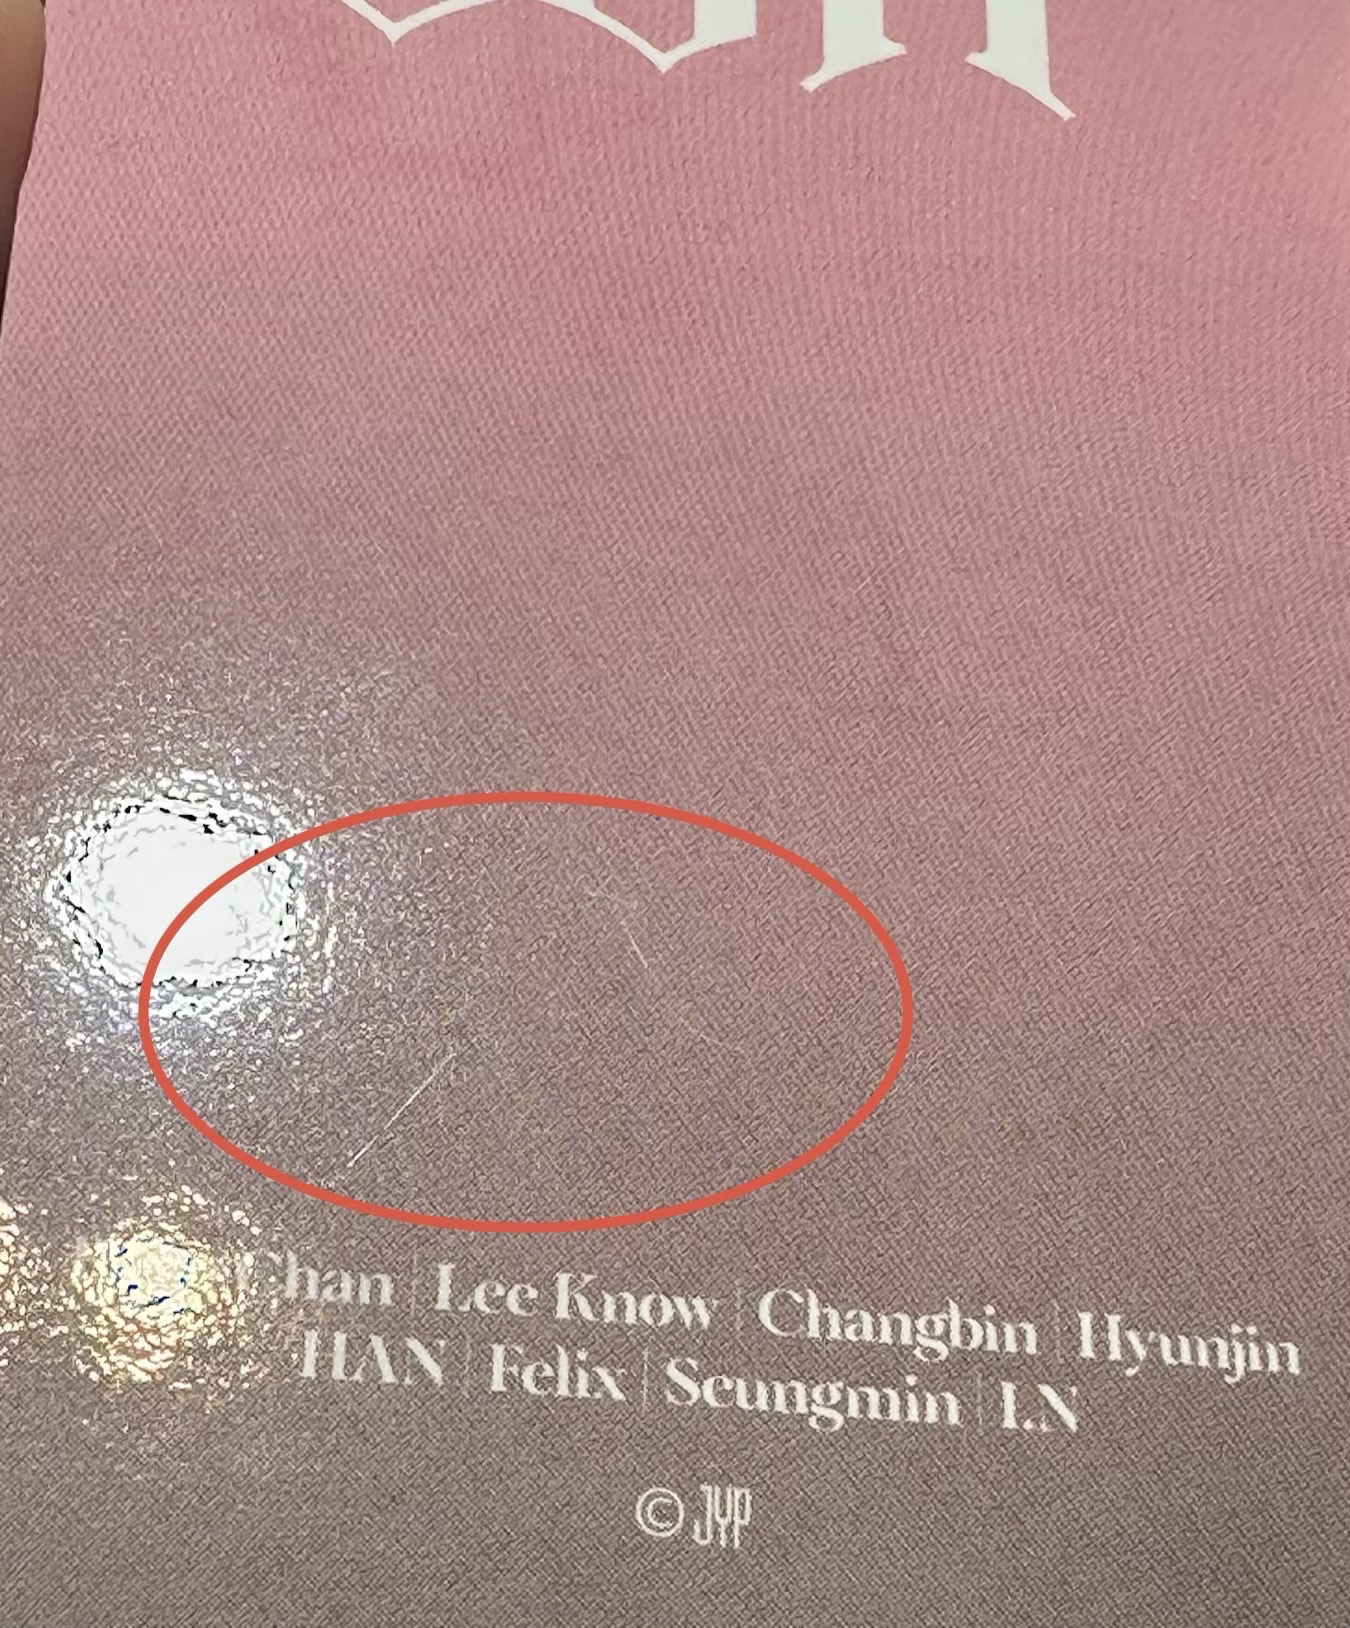 Chan | Lee Know | Changbin | Hyunjin
HAN | Felix | Seungmin | I.N
© JYP